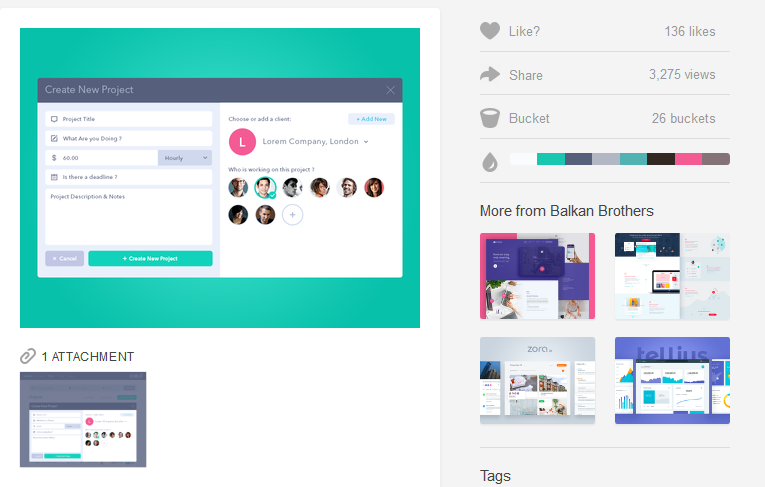 Create New Project
Project Title
What Are you Doing ?
$ 60.00 Hourly
Is there a deadline ?
Project Description & Notes
+ Cancel
+ Create New Project
Choose or add a client:
+ Add New
L
Lorem Company, London
Who is working on this project ?
+
1 ATTACHMENT
Like? 136 likes
Share 3,275 views
Bucket 26 buckets
More from Balkan Brothers
zora
tellius
Tags